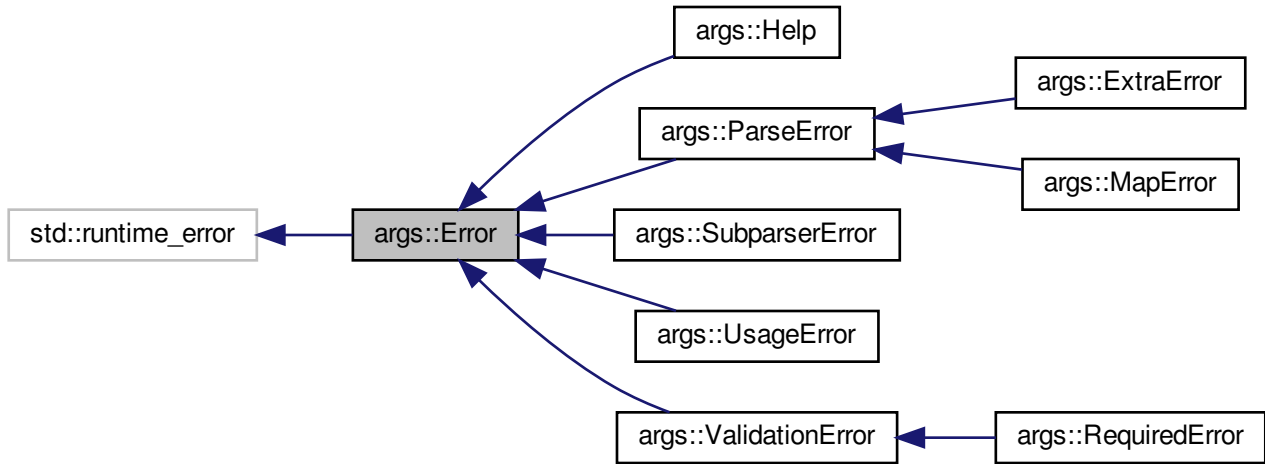 args::Help
args::ExtraError
args::ParseError
args::MapError
std::runtime_error
args::Error
args::SubparserError
args::UsageError
args::ValidationError
args::RequiredError